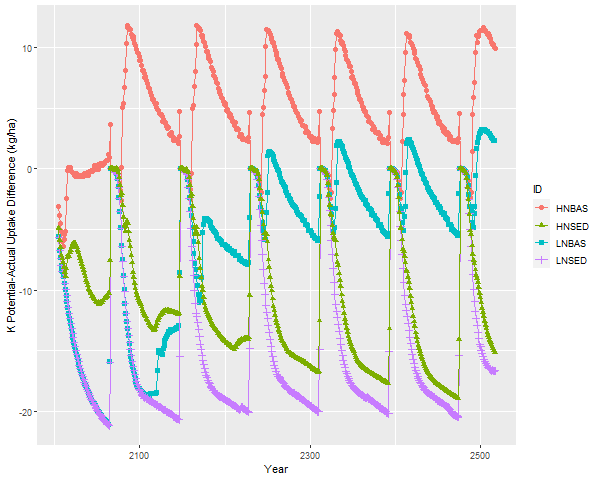 K Potential-Actual Uptake Difference (kg/ha)
10
0
-10
-20
2100
2300
2500
Year
ID
HNBAS
HNSED
LNBAS
LNSED